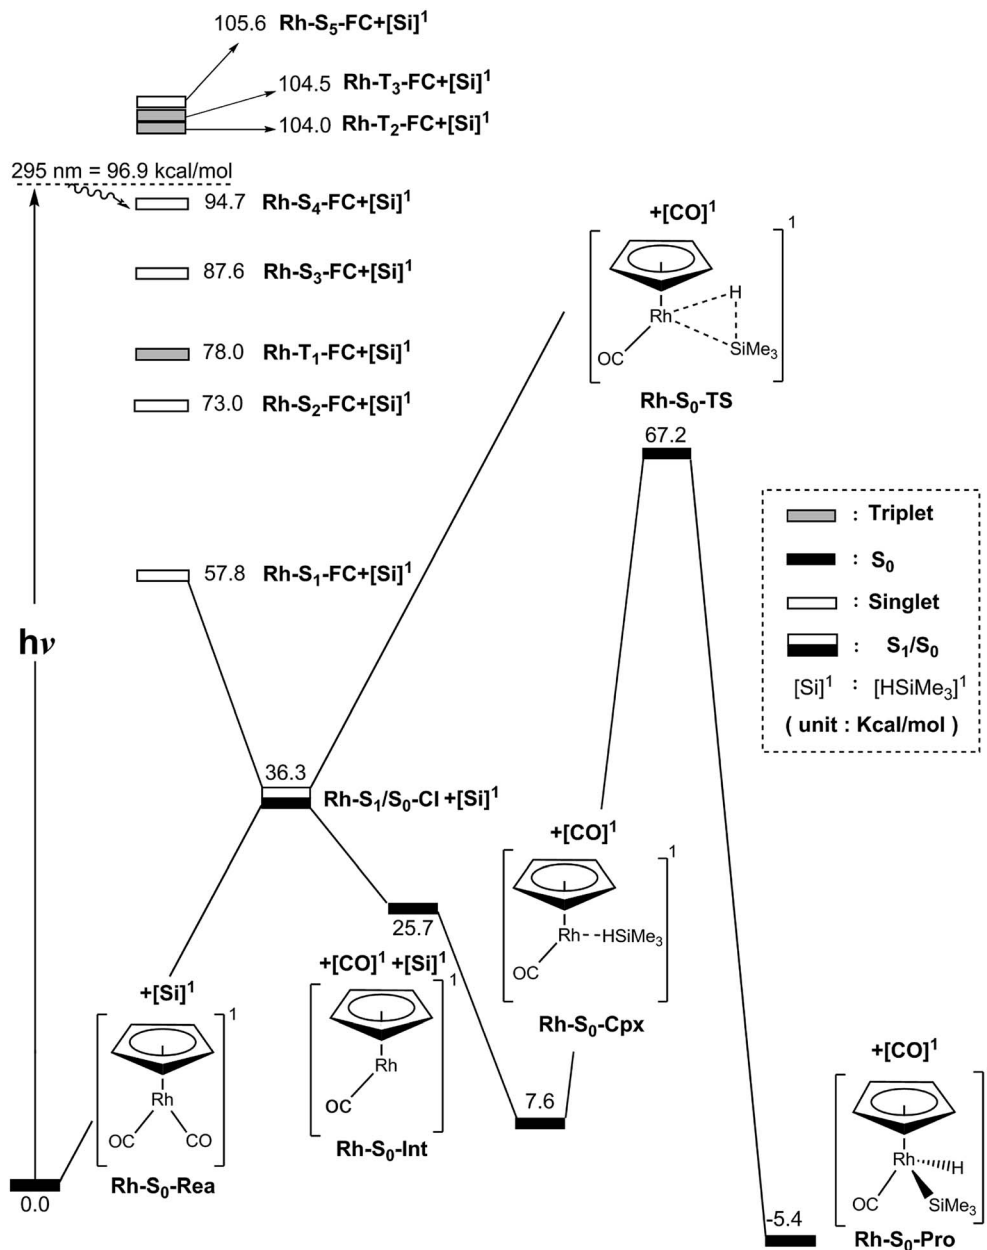 105.6 Rh-S5-FC+[Si]1
104.5 Rh-T3-FC+[Si]1
104.0 Rh-T2-FC+[Si]1
295 nm = 96.9 kcal/mol
94.7 Rh-S4-FC+[Si]1
87.6 Rh-S3-FC+[Si]1
78.0 Rh-T1-FC+[Si]1
73.0 Rh-S2-FC+[Si]1
57.8 Rh-S1-FC+[Si]1
hν
+[CO]1
1
H
Rh
OC
SiMe3
Rh-S0-TS
67.2
: Triplet
: S0
: Singlet
: S1/S0
[Si]1 : [HSiMe3]1
( unit : Kcal/mol )
36.3
Rh-S1/S0-CI +[Si]1
25.7
+[CO]1
1
Rh
HSiMe3
OC
Rh-S0-Cpx
7.6
+[Si]1
1
Rh
OC
CO
Rh-S0-Rea
0.0
+[CO]1 +[Si]1
1
Rh
OC
Rh-S0-Int
+[CO]1
1
Rh
H
OC
SiMe3
-5.4
Rh-S0-Pro